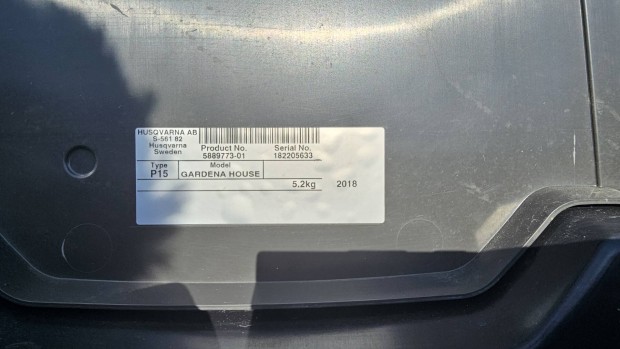 HUSQVARNA AB
S-561 82
Husqvarna
Sweden
Product No.
5889773-01
Serial No.
182205633
Type
P15
Model
GARDENA HOUSE
5.2kg
2018